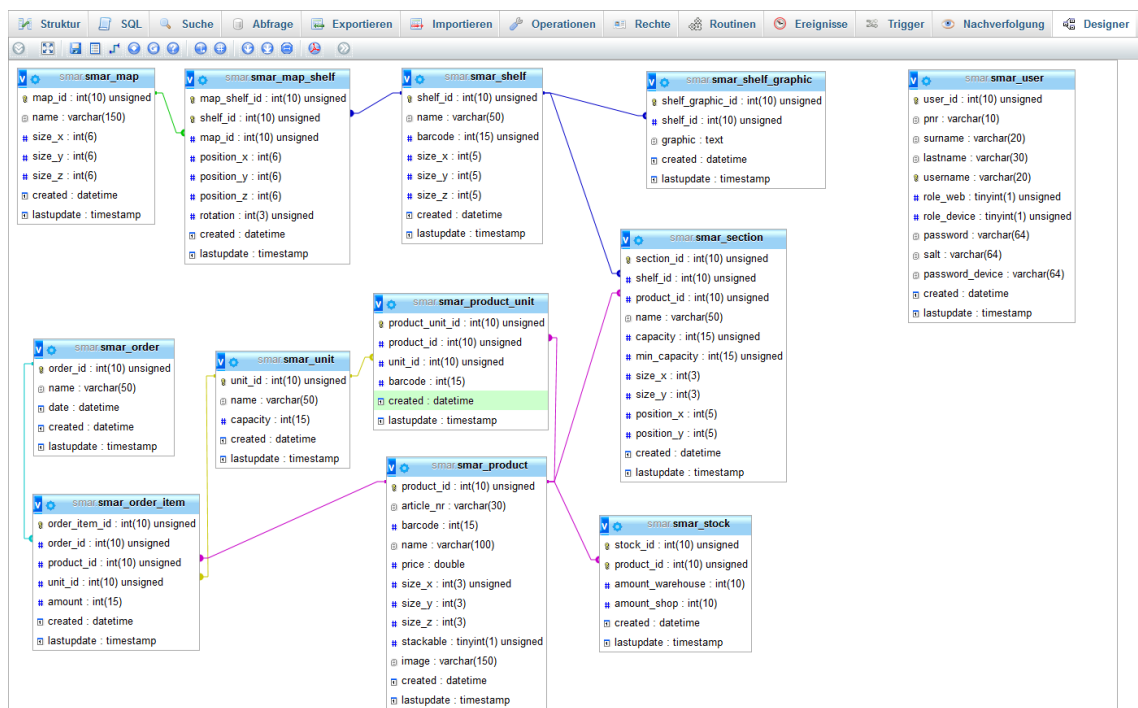 Struktur SQL Suche Abfrage Exportieren Importieren Operationen Rechte Routinen Ereignisse Trigger Nachverfolgung Designer
smar.smar_map
map_id : int(10) unsigned
name : varchar(150)
size_x : int(6)
size_y : int(6)
size_z : int(6)
created : datetime
lastupdate : timestamp
smar.smar_map_shelf
map_shelf_id : int(10) unsigned
shelf_id : int(10) unsigned
map_id : int(10) unsigned
position_x : int(6)
position_y : int(6)
position_z : int(6)
rotation : int(3) unsigned
created : datetime
lastupdate : timestamp
smar.smar_shelf
shelf_id : int(10) unsigned
name : varchar(50)
barcode : int(15) unsigned
size_x : int(5)
size_y : int(5)
size_z : int(5)
created : datetime
lastupdate : timestamp
smar.smar_shelf_graphic
shelf_graphic_id : int(10) unsigned
shelf_id : int(10) unsigned
graphic : text
created : datetime
lastupdate : timestamp
smar.smar_user
user_id : int(10) unsigned
pnr : varchar(10)
surname : varchar(20)
lastname : varchar(30)
username : varchar(20)
role_web : tinyint(1) unsigned
role_device : tinyint(1) unsigned
password : varchar(64)
salt : varchar(64)
password_device : varchar(64)
created : datetime
lastupdate : timestamp
smar.smar_section
section_id : int(10) unsigned
shelf_id : int(10) unsigned
product_id : int(10) unsigned
name : varchar(50)
capacity : int(15) unsigned
min_capacity : int(15) unsigned
size_x : int(3)
size_y : int(3)
position_x : int(5)
position_y : int(5)
created : datetime
lastupdate : timestamp
smar.smar_product_unit
product_unit_id : int(10) unsigned
product_id : int(10) unsigned
unit_id : int(10) unsigned
barcode : int(15)
created : datetime
lastupdate : timestamp
smar.smar_order
order_id : int(10) unsigned
name : varchar(50)
date : datetime
created : datetime
lastupdate : timestamp
smar.smar_unit
unit_id : int(10) unsigned
name : varchar(50)
capacity : int(15)
created : datetime
lastupdate : timestamp
smar.smar_product
product_id : int(10) unsigned
article_nr : varchar(30)
barcode : int(15)
name : varchar(100)
price : double
size_x : int(3) unsigned
size_y : int(3)
size_z : int(3)
stackable : tinyint(1) unsigned
image : varchar(150)
created : datetime
lastupdate : timestamp
smar.smar_order_item
order_item_id : int(10) unsigned
order_id : int(10) unsigned
product_id : int(10) unsigned
unit_id : int(10) unsigned
amount : int(15)
created : datetime
lastupdate : timestamp
smar.smar_stock
stock_id : int(10) unsigned
product_id : int(10) unsigned
amount_warehouse : int(10)
amount_shop : int(10)
created : datetime
lastupdate : timestamp